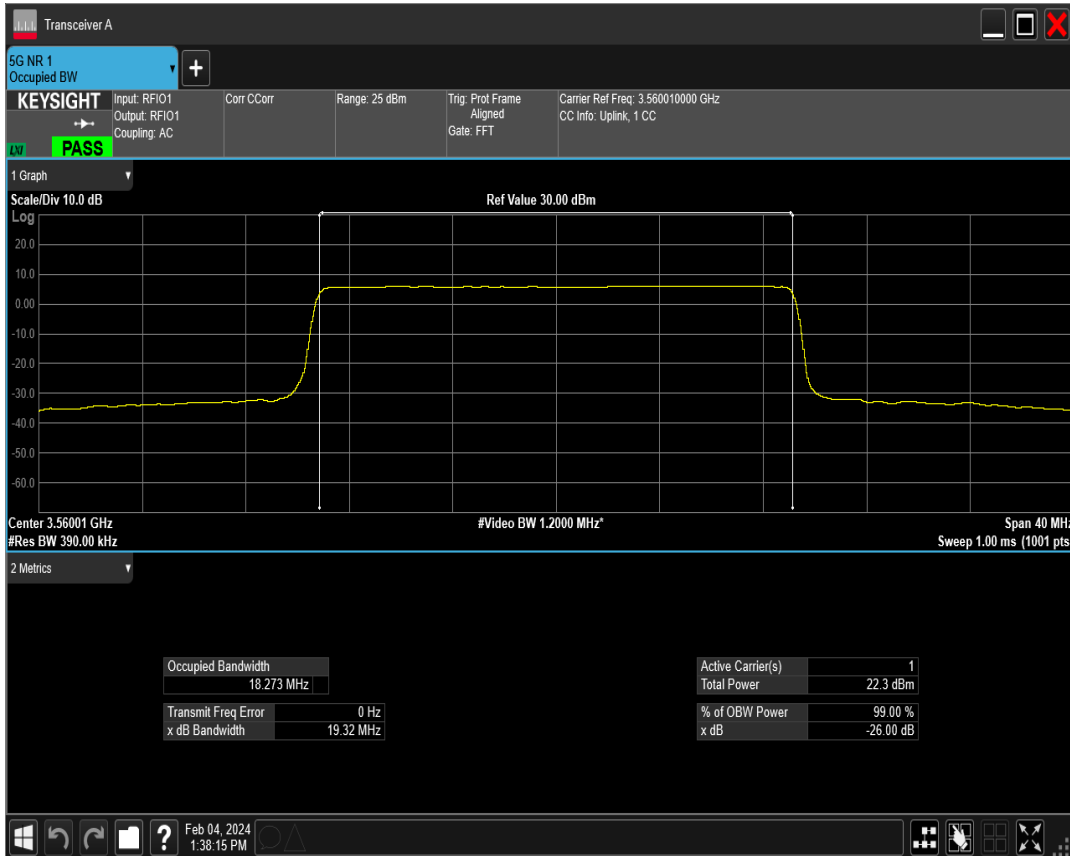 Transceiver A
5G NR 1
Occupied BW
+
KEYSIGHT
LXI
PASS
Input: RFIO1
Output: RFIO1
Coupling: AC
Corr CCorr
Range: 25 dBm
Trig: Prot Frame
Aligned
Gate: FFT
Carrier Ref Freq: 3.560010000 GHz
CC Info: Uplink, 1 CC
1 Graph
Scale/Div 10.0 dB
Ref Value 30.00 dBm
Log
20.0
10.0
0.00
-10.0
-20.0
-30.0
-40.0
-50.0
-60.0
Center 3.56001 GHz
#Video BW 1.2000 MHz*
Span 40 MHz
#Res BW 390.00 kHz
Sweep 1.00 ms (1001 pts
2 Metrics
Occupied Bandwidth
18.273 MHz
Transmit Freq Error 0 Hz
x dB Bandwidth 19.32 MHz
Active Carrier(s) 1
Total Power 22.3 dBm
% of OBW Power 99.00 %
x dB -26.00 dB
?
Feb 04, 2024
1:38:15 PM